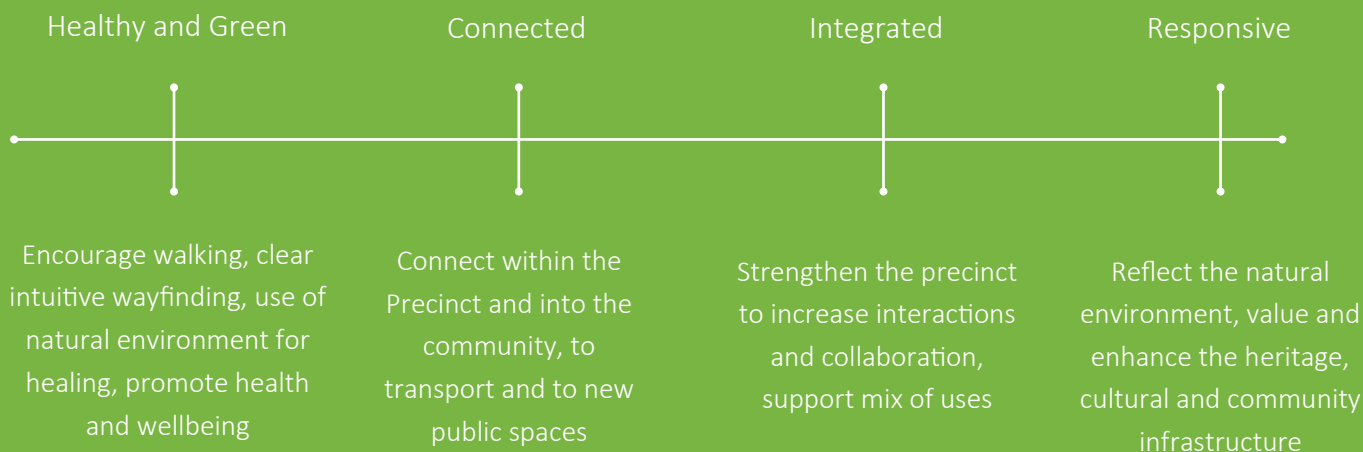 Healthy and Green
Encourage walking, clear
intuitive wayfinding, use of
natural environment for
healing, promote health
and wellbeing
Connected
Connect within the
Precinct and into the
community, to
transport and to new
public spaces
Integrated
Strengthen the precinct
to increase interactions
and collaboration,
support mix of uses
Responsive
Reflect the natural
environment, value and
enhance the heritage,
cultural and community
infrastructure